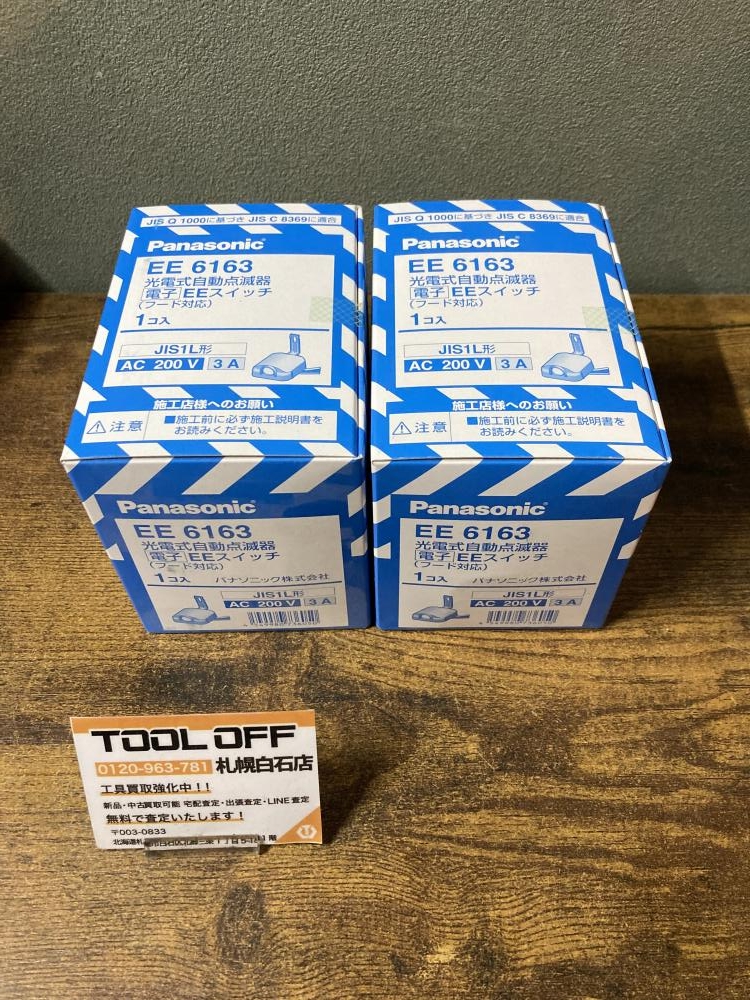 JIS Q 1000に基づき JIS C 8369に適合
Panasonic
EE 6163
光電式自動点滅器
電子 EEスイッチ
(フード対応)
1コ入
JIS1L形
AC 200 V 3 A
施工店様へのお願い
注意
■施工前に必ず施工説明書を
お読みください。
Panasonic
EE 6163
光電式自動点滅器
電子 EEスイッチ
(フード対応)
1コ入 パナソニック株式会社
JIS1L形
AC 200 V 3 A
JIS Q 1000に基づき JIS C 8369に適合
Panasonic
EE 6163
光電式自動点滅器
電子 EEスイッチ
(フード対応)
1コ入
JIS1L形
AC 200 V 3 A
施工店様へのお願い
注意
■施工前に必ず施工説明書を
お読みください。
Panasonic
EE 6163
光電式自動点滅器
電子 EEスイッチ
(フード対応)
1コ入 パナソニック株式会社
JIS1L形
AC 200 V 3 A
TOOL OFF
0120-963-781 札幌白石店
工具買取強化中!!
新品・中古買取可能 宅配査定・出張査定・LINE査定
無料で査定いたします!
〒003-0833
北海道札